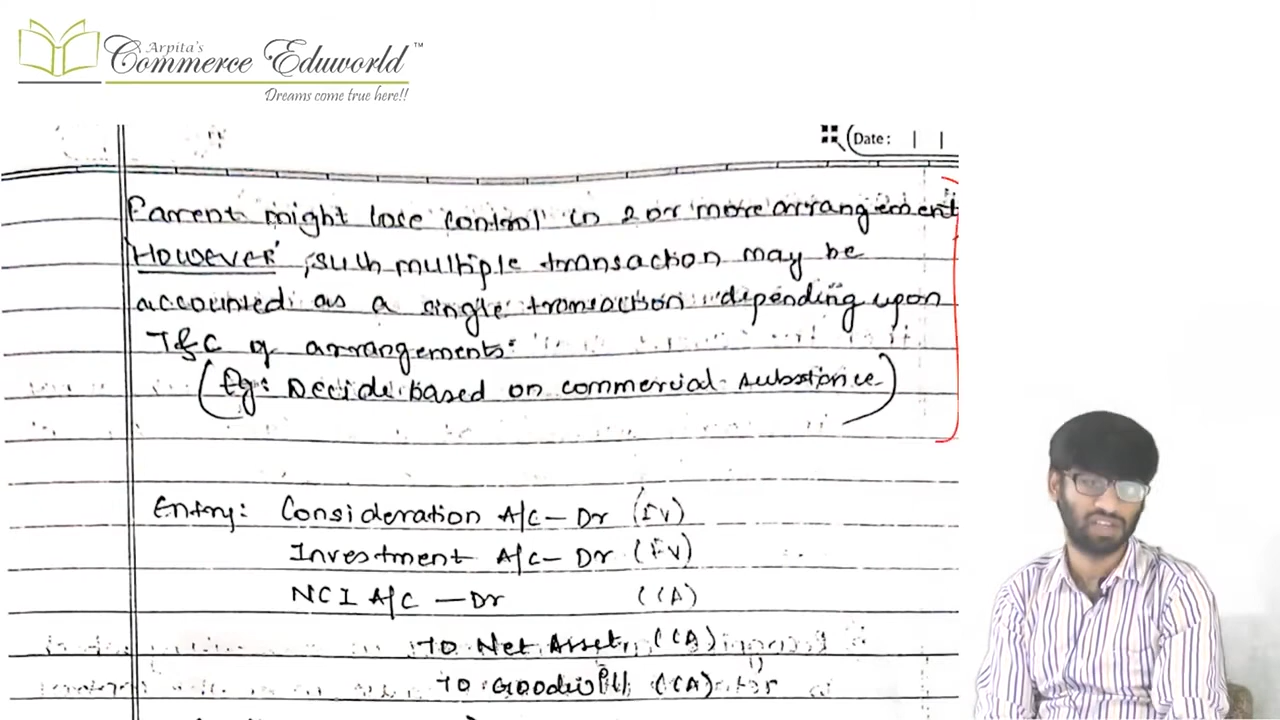 Arpita's
Commerce Eduworld™
Dreams come true here!!
Date: | |
Parent might lose control in 2 or more arrangement
However, such multiple transaction may be
accounted as a single transaction depending upon
T&C of arrangements.
(Eg: Decide based on commercial substance)
Entry: Consideration A/C – Dr (FV)
Investment A/C – Dr (FV)
NCI A/C – Dr (CA)
To Net Asset (CA)
To Goodwill (CA)